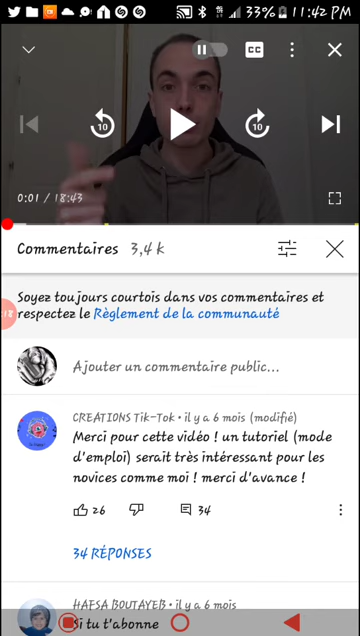 33% 11:42 PM
CC
10 10
0:01 / 18:43
Commentaires 3,4 k
Soyez toujours courtois dans vos commentaires et
respectez le Règlement de la communauté
Ajouter un commentaire public...
CREATIONS Tik-Tok • il y a 6 mois (modifié)
Merci pour cette vidéo ! un tutoriel (mode
d'emploi) serait très intéressant pour les
novices comme moi ! merci d'avance !
26 34
34 RÉPONSES
HAFSA BOUTAYEB • il y a 6 mois
Si tu t'abonne